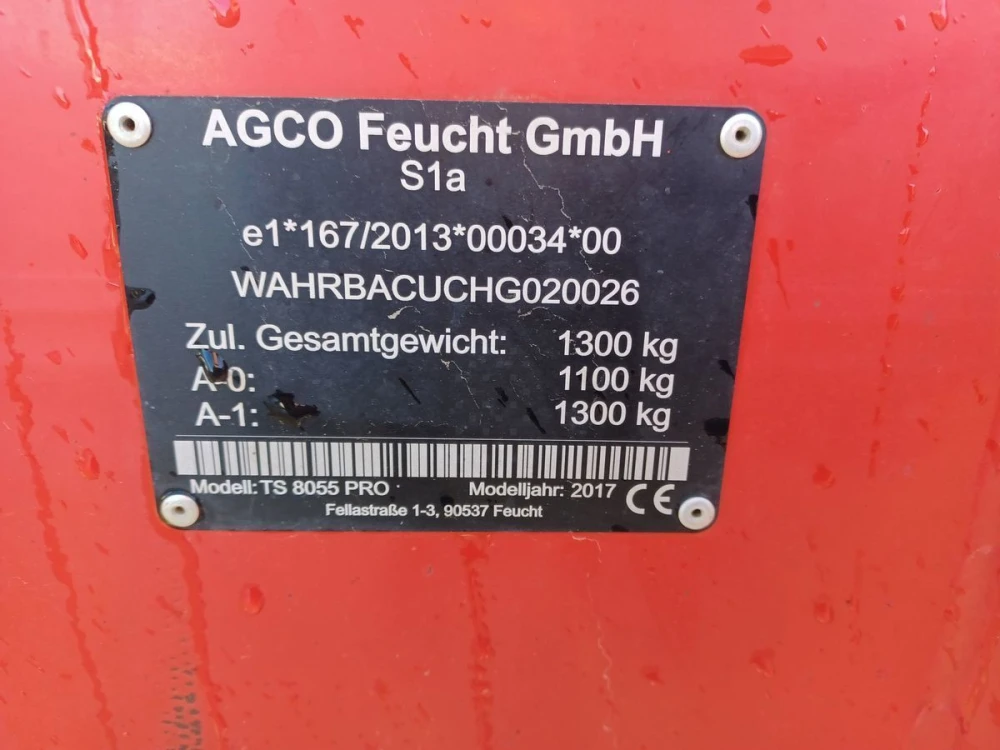 AGCO Feucht GmbH
S1a
e1*167/2013*00034*00
WAHRBACUCHG020026
Zul. Gesamtgewicht: 1300 kg
A-0: 1100 kg
A-1: 1300 kg
Modell: TS 8055 PRO Modelljahr: 2017 CE
Fellastraße 1-3, 90537 Feucht